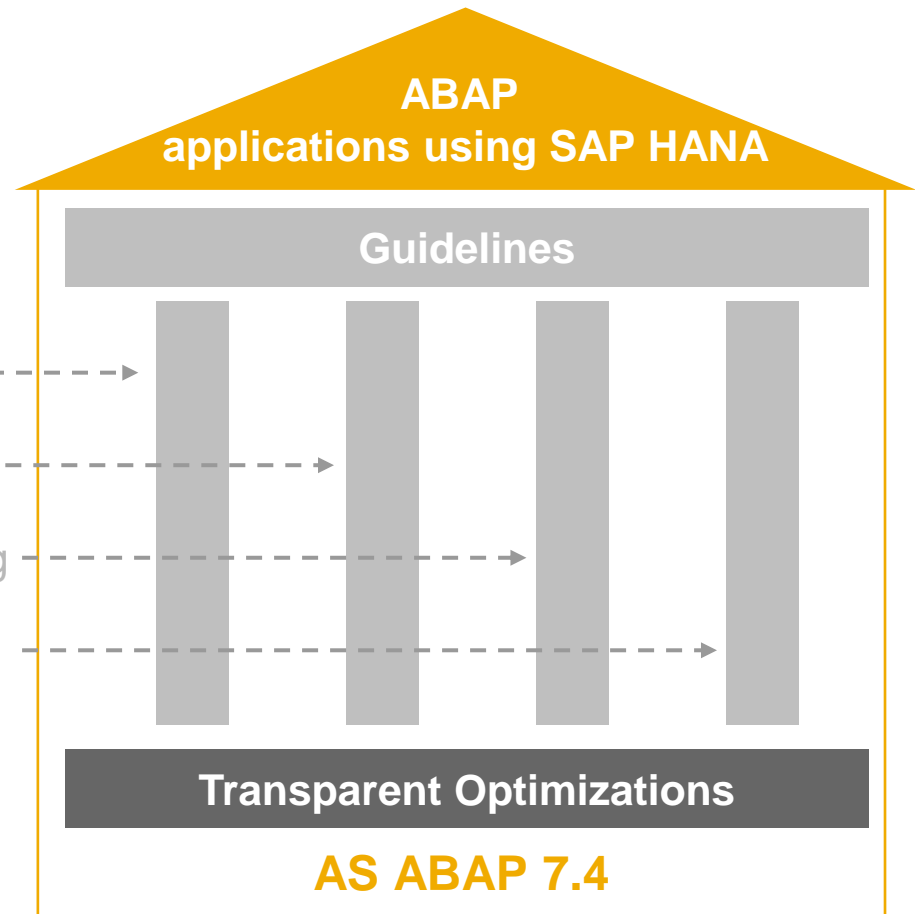 ABAP
applications using SAP HANA
Guidelines
g
Transparent Optimizations
AS ABAP 7.4